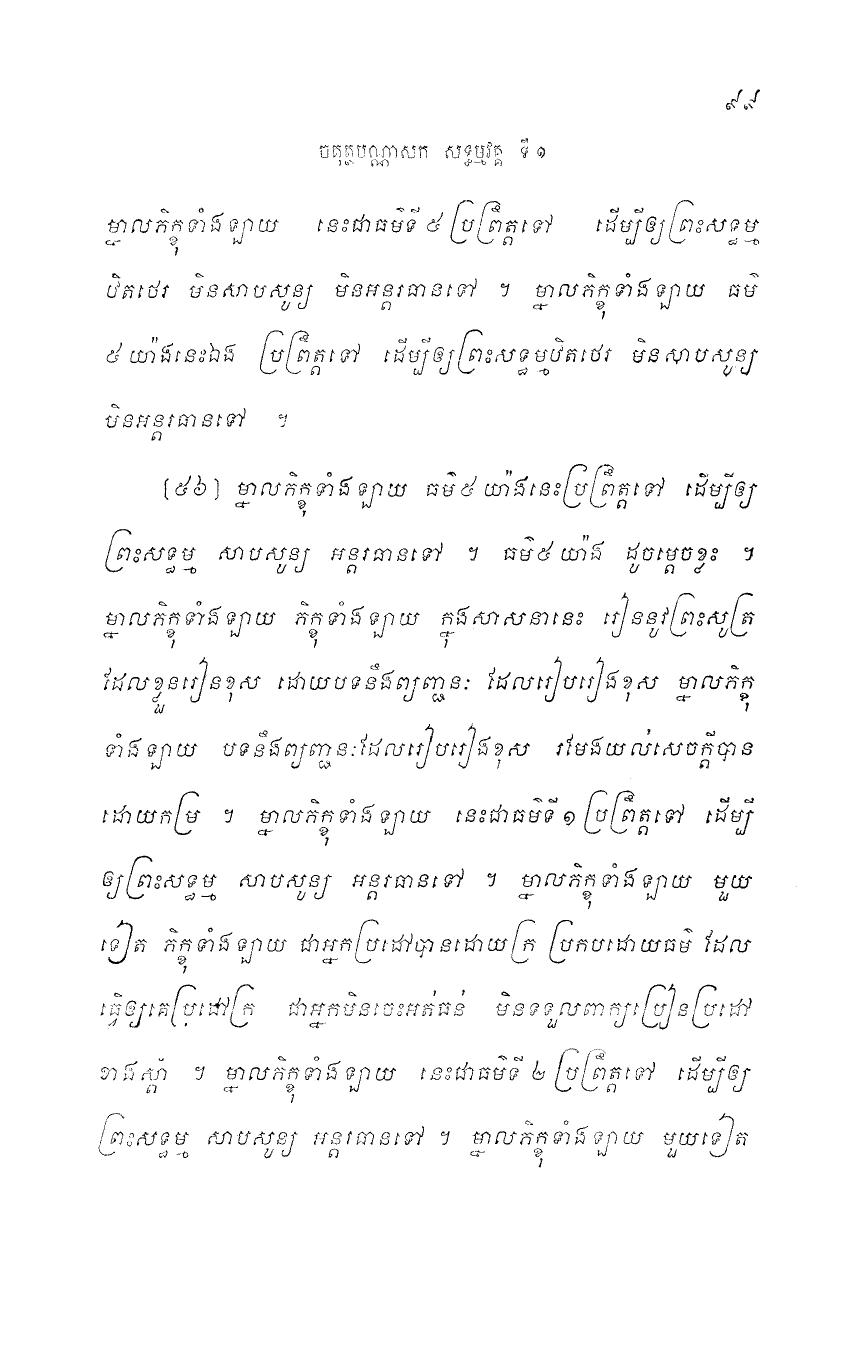 ៩៩
ចតុត្ថបណ្ណាសក សទ្ធម្មវគ្គ ទី ១
ម្នាលភិក្ខុទាំងឡាយ នេះជាធម៌ទី ៥ ប្រព្រឹត្តទៅ ដើម្បីឲ្យព្រះសទ្ធម្ម
ឋិតថេរ មិនសាបសូន្យ មិនអន្តរធានទៅ ។ ម្នាលភិក្ខុទាំងឡាយ ធម៌
៥ យ៉ាងនេះឯង ប្រព្រឹត្តទៅ ដើម្បីឲ្យព្រះសទ្ធម្មឋិតថេរ មិនសាបសូន្យ
មិនអន្តរធានទៅ ។
[៥៦] ម្នាលភិក្ខុទាំងឡាយ ធម៌ ៥ យ៉ាងនេះប្រព្រឹត្តទៅ ដើម្បីឲ្យ
ព្រះសទ្ធម្ម សាបសូន្យ អន្តរធានទៅ ។ ធម៌ ៥ យ៉ាង ដូចម្តេចខ្លះ ។
ម្នាលភិក្ខុទាំងឡាយ ភិក្ខុទាំងឡាយ ក្នុងសាសនានេះ រៀននូវព្រះសូត្រ
ដែលខ្លួនរៀនខុស ដោយបទនឹងព្យញ្ជនៈ ដែលរៀបរៀងខុស ម្នាលភិក្ខុ
ទាំងឡាយ បទនឹងព្យញ្ជនៈដែលរៀបរៀងខុស រមែងយល់សេចក្តីបាន
ដោយកម្រ ។ ម្នាលភិក្ខុទាំងឡាយ នេះជាធម៌ទី ១ ប្រព្រឹត្តទៅ ដើម្បី
ឲ្យព្រះសទ្ធម្ម សាបសូន្យ អន្តរធានទៅ ។ ម្នាលភិក្ខុទាំងឡាយ មួយ
ទៀត ភិក្ខុទាំងឡាយ ជាអ្នកប្រដៅបានដោយក្រ ប្រកបដោយធម៌ ដែល
ធ្វើឲ្យគេប្រដៅក្រ ជាអ្នកមិនចេះអត់ធន់ មិនទទួលពាក្យប្រៀនប្រដៅ
ខាងស្តាំ ។ ម្នាលភិក្ខុទាំងឡាយ នេះជាធម៌ទី ២ ប្រព្រឹត្តទៅ ដើម្បីឲ្យ
ព្រះសទ្ធម្ម សាបសូន្យ អន្តរធានទៅ ។ ម្នាលភិក្ខុទាំងឡាយ មួយទៀត